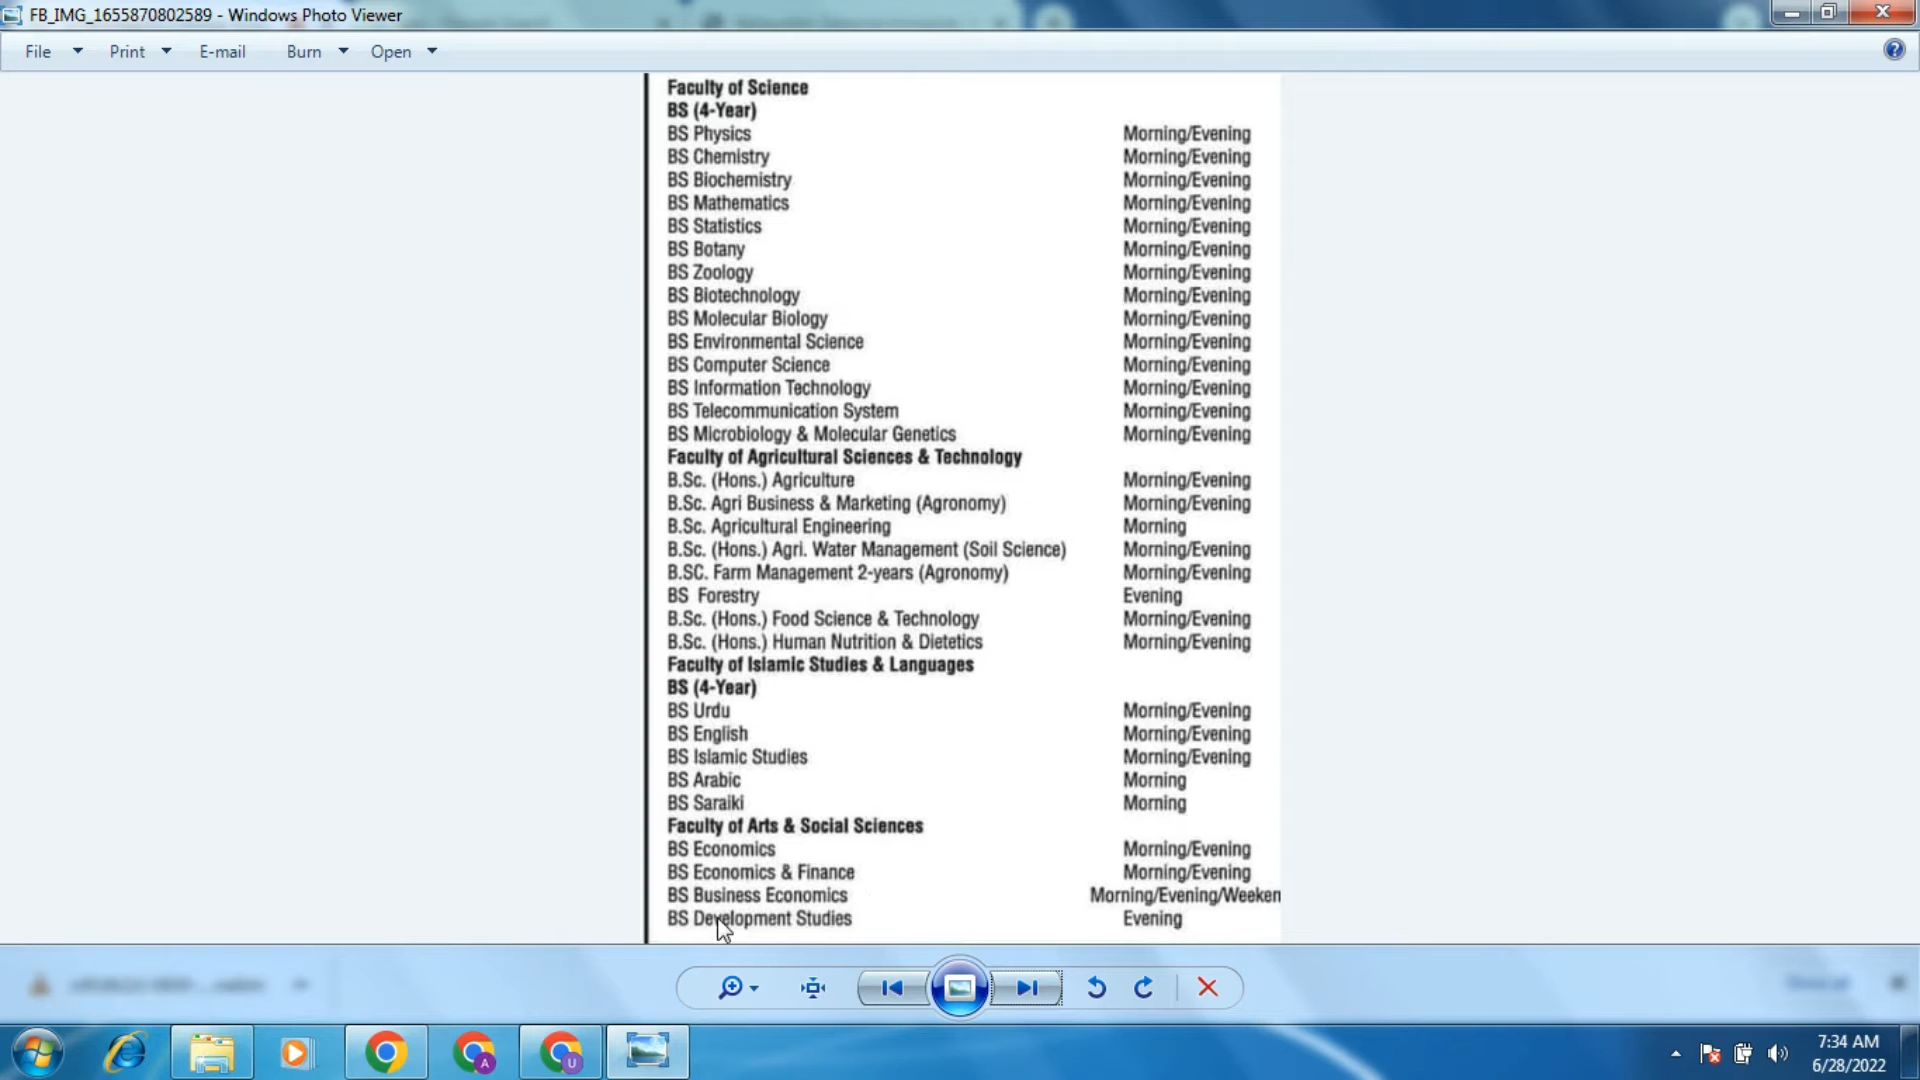 FB_IMG_1655870802589 - Windows Photo Viewer
File Print E-mail Burn Open
Faculty of Science
BS (4-Year)
BS Physics Morning/Evening
BS Chemistry Morning/Evening
BS Biochemistry Morning/Evening
BS Mathematics Morning/Evening
BS Statistics Morning/Evening
BS Botany Morning/Evening
BS Zoology Morning/Evening
BS Biotechnology Morning/Evening
BS Molecular Biology Morning/Evening
BS Environmental Science Morning/Evening
BS Computer Science Morning/Evening
BS Information Technology Morning/Evening
BS Telecommunication System Morning/Evening
BS Microbiology & Molecular Genetics Morning/Evening
Faculty of Agricultural Sciences & Technology
B.Sc. (Hons.) Agriculture Morning/Evening
B.Sc. Agri Business & Marketing (Agronomy) Morning/Evening
B.Sc. Agricultural Engineering Morning
B.Sc. (Hons.) Agri. Water Management (Soil Science) Morning/Evening
B.SC. Farm Management 2-years (Agronomy) Morning/Evening
BS Forestry Evening
B.Sc. (Hons.) Food Science & Technology Morning/Evening
B.Sc. (Hons.) Human Nutrition & Dietetics Morning/Evening
Faculty of Islamic Studies & Languages
BS (4-Year)
BS Urdu Morning/Evening
BS English Morning/Evening
BS Islamic Studies Morning/Evening
BS Arabic Morning
BS Saraiki Morning
Faculty of Arts & Social Sciences
BS Economics Morning/Evening
BS Economics & Finance Morning/Evening
BS Business Economics Morning/Evening/Weeken
BS Development Studies Evening
A
U
7:34 AM
6/28/2022